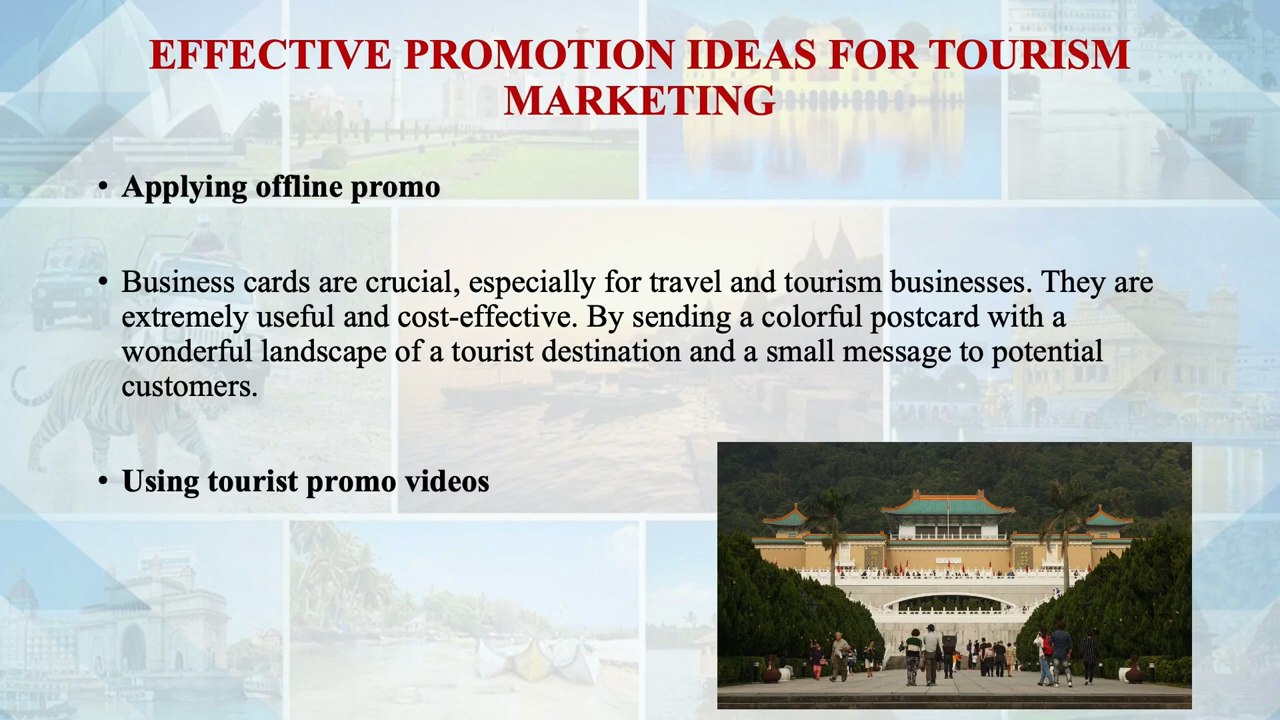 EFFECTIVE PROMOTION IDEAS FOR TOURISM
MARKETING
• Applying offline promo
• Business cards are crucial, especially for travel and tourism businesses. They are
extremely useful and cost-effective. By sending a colorful postcard with a
wonderful landscape of a tourist destination and a small message to potential
customers.
• Using tourist promo videos